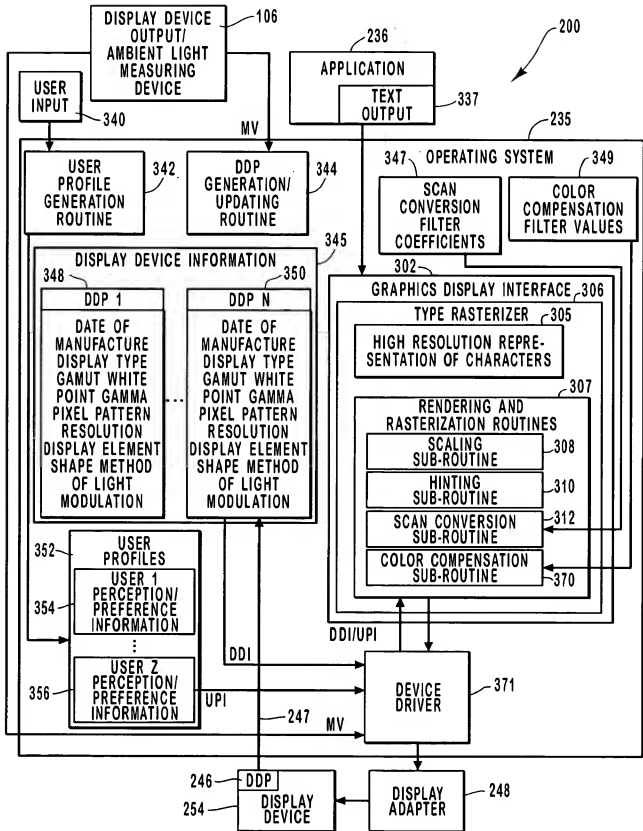 DISPLAY DEVICE
OUTPUT/
AMBIENT LIGHT
MEASURING
DEVICE
106
236
APPLICATION
TEXT
OUTPUT
337
200
USER
INPUT
340
MV
235
OPERATING SYSTEM
USER
PROFILE
GENERATION
ROUTINE
342
DDP
GENERATION/
UPDATING
ROUTINE
344
347
SCAN
CONVERSION
FILTER
COEFFICIENTS
349
COLOR
COMPENSATION
FILTER VALUES
345
DISPLAY DEVICE INFORMATION
348
DDP 1
DATE OF
MANUFACTURE
DISPLAY TYPE
GAMUT WHITE
POINT GAMMA
PIXEL PATTERN
RESOLUTION
DISPLAY ELEMENT
SHAPE METHOD
OF LIGHT
MODULATION
...
350
DDP N
DATE OF
MANUFACTURE
DISPLAY TYPE
GAMUT WHITE
POINT GAMMA
PIXEL PATTERN
RESOLUTION
DISPLAY ELEMENT
SHAPE METHOD
OF LIGHT
MODULATION
302
GRAPHICS DISPLAY INTERFACE
306
TYPE RASTERIZER
305
HIGH RESOLUTION REPRE-
SENTATION OF CHARACTERS
307
RENDERING AND
RASTERIZATION ROUTINES
SCALING
SUB-ROUTINE
308
HINTING
SUB-ROUTINE
310
SCAN CONVERSION
SUB-ROUTINE
312
COLOR COMPENSATION
SUB-ROUTINE
370
352
USER
PROFILES
354
USER 1
PERCEPTION/
PREFERENCE
INFORMATION
⋮
356
USER Z
PERCEPTION/
PREFERENCE
INFORMATION
DDI
UPI
247
MV
DDI/UPI
DEVICE
DRIVER
371
246
DDP
254
DISPLAY
DEVICE
DISPLAY
ADAPTER
248